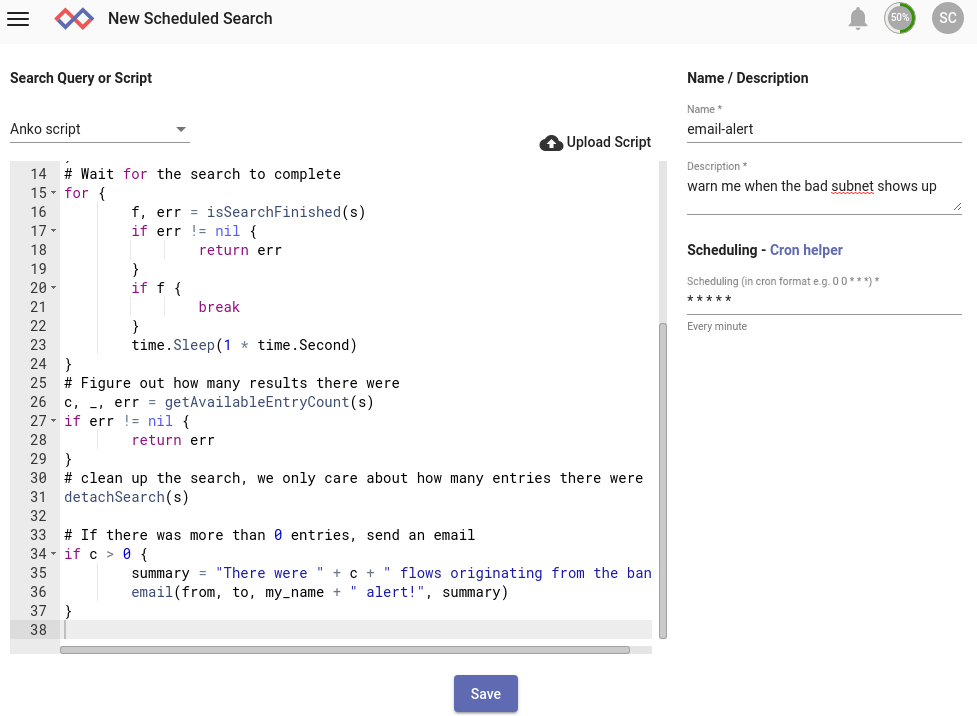 New Scheduled Search
50%
SC
Search Query or Script
Anko script
Upload Script
14 # Wait for the search to complete
15 for {
16 f, err = isSearchFinished(s)
17 if err != nil {
18 return err
19 }
20 if f {
21 break
22 }
23 time.Sleep(1 * time.Second)
24 }
25 # Figure out how many results there were
26 c, _, err = getAvailableEntryCount(s)
27 if err != nil {
28 return err
29 }
30 # clean up the search, we only care about how many entries there were
31 detachSearch(s)
32
33 # If there was more than 0 entries, send an email
34 if c > 0 {
35 summary = "There were " + c + " flows originating from the ban
36 email(from, to, my_name + " alert!", summary)
37 }
38
Save
Name / Description
Name *
email-alert
Description *
warn me when the bad subnet shows up
Scheduling - Cron helper
Scheduling (in cron format e.g. 0 0 * * *) *
* * * * *
Every minute